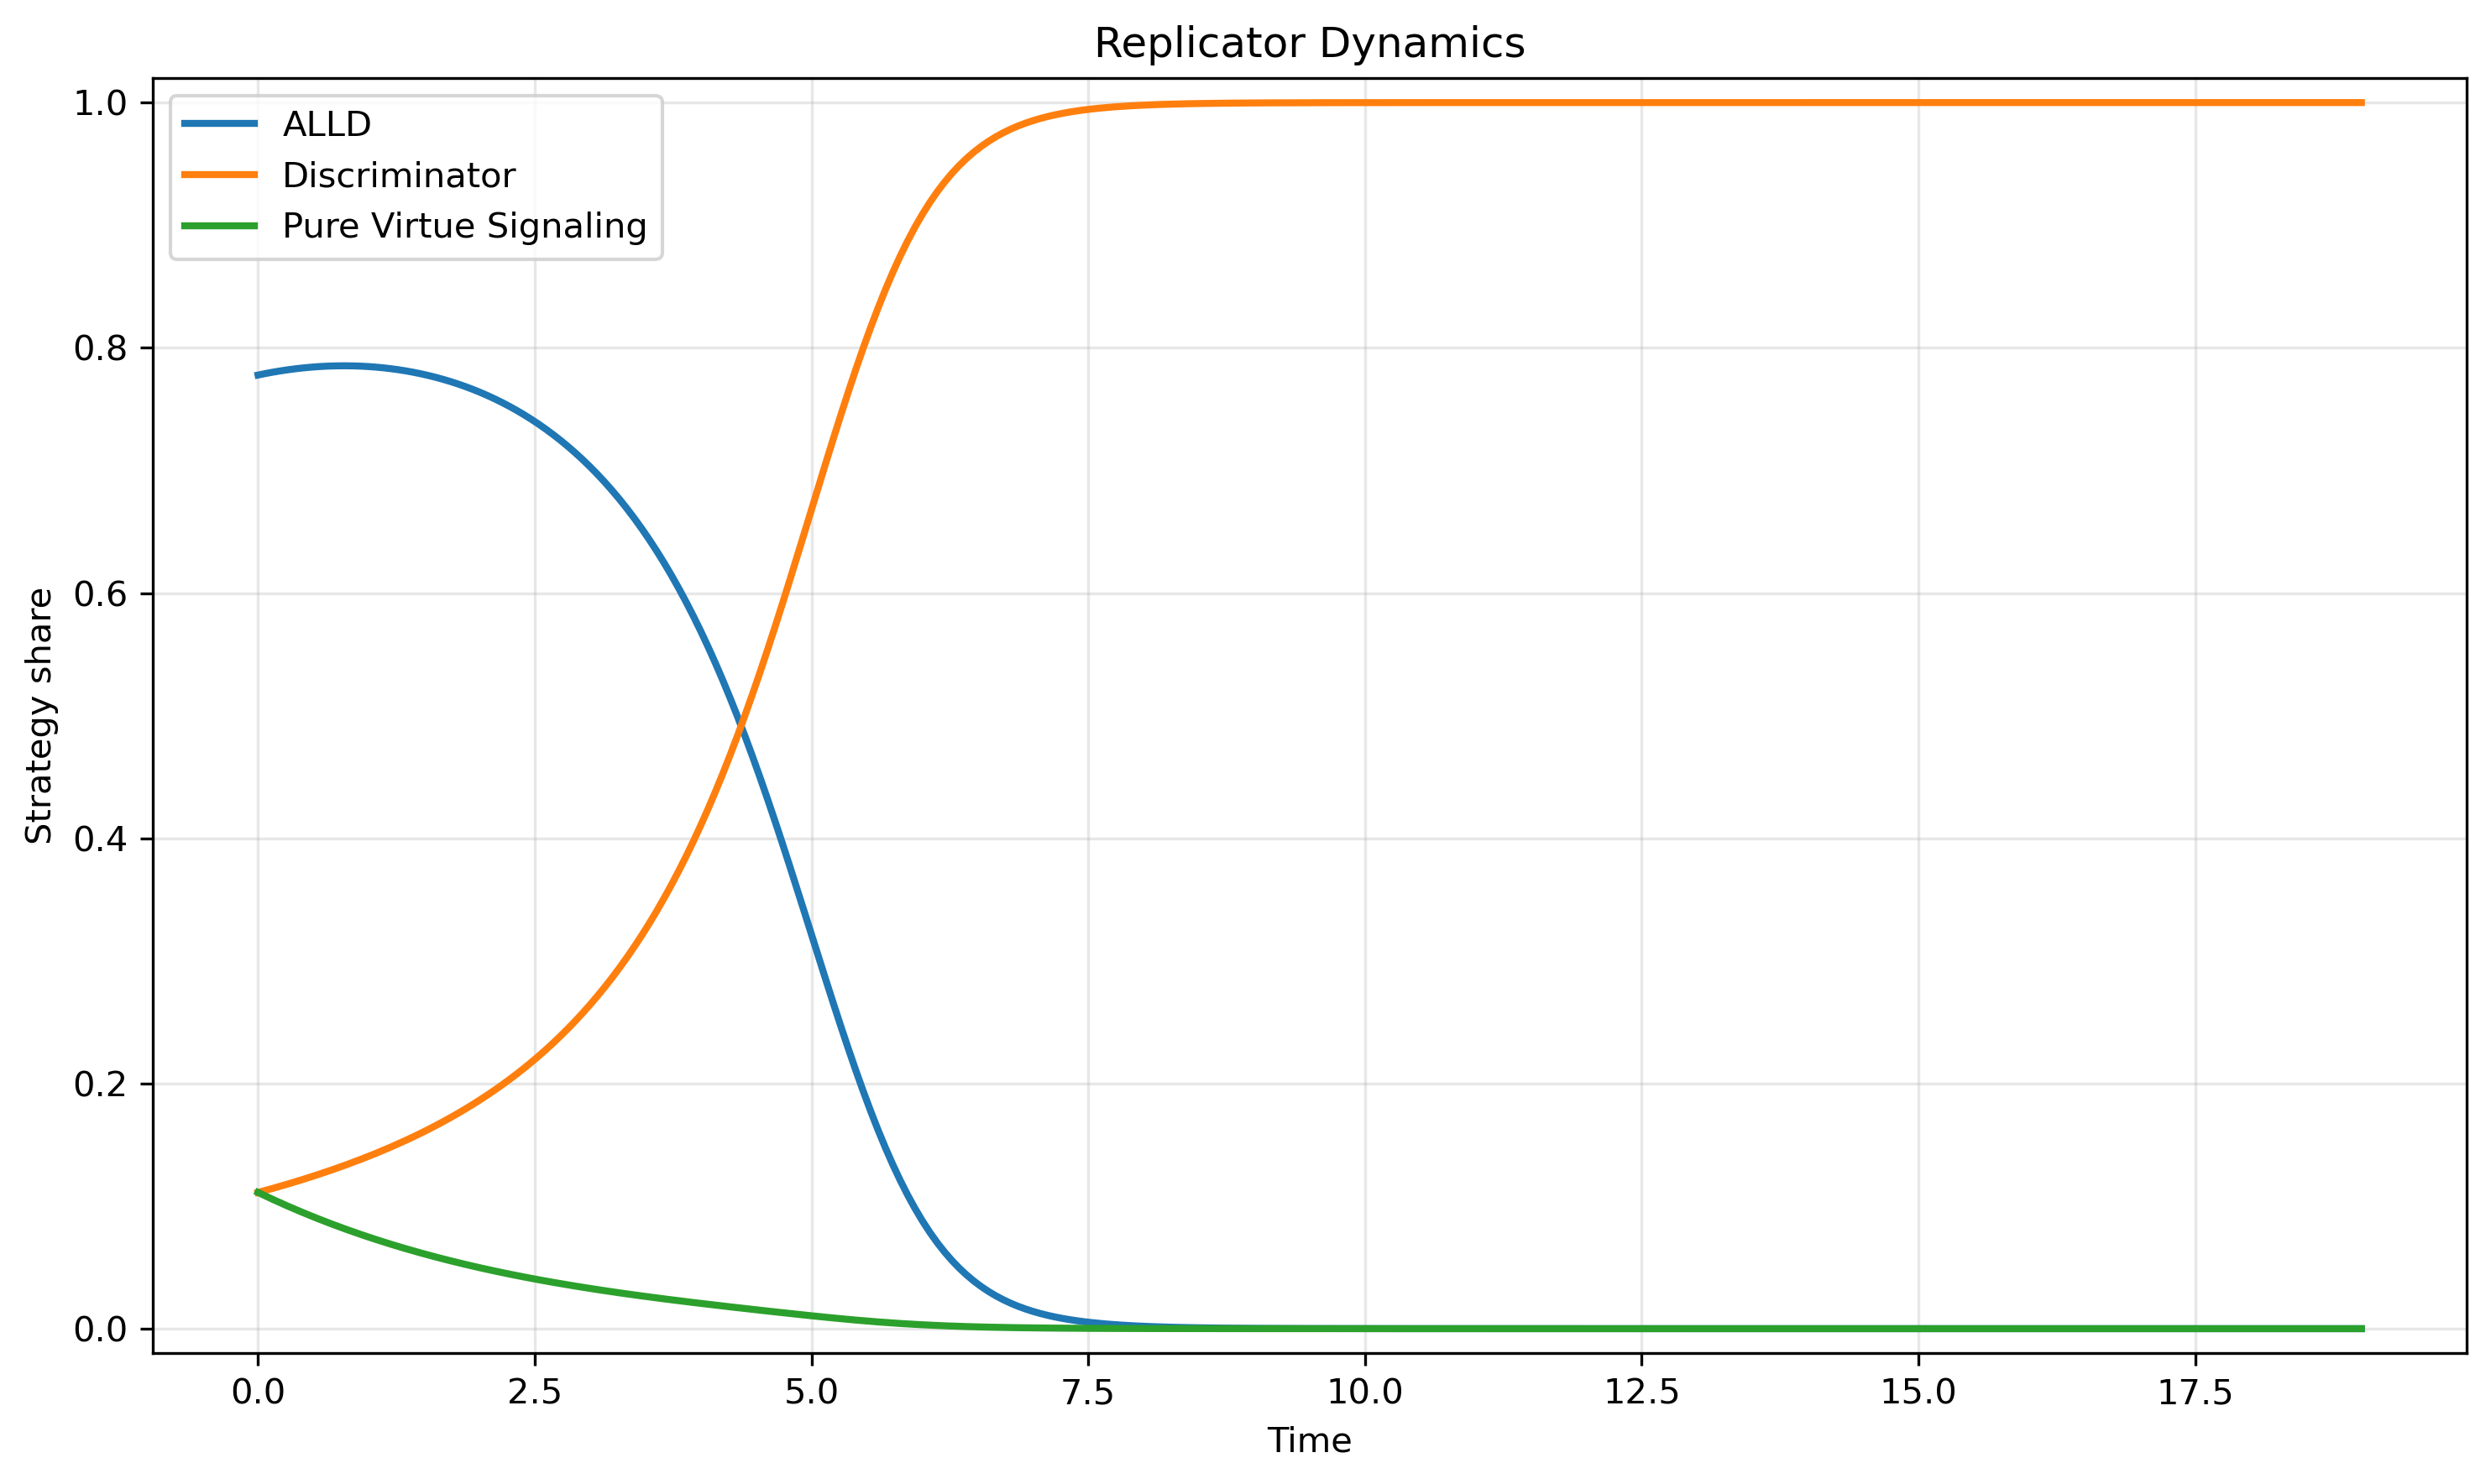 Replicator Dynamics
ALLD
Discriminator
Pure Virtue Signaling
Strategy share
1.0
0.8
0.6
0.4
0.2
0.0
0.0 2.5 5.0 7.5 10.0 12.5 15.0 17.5
Time